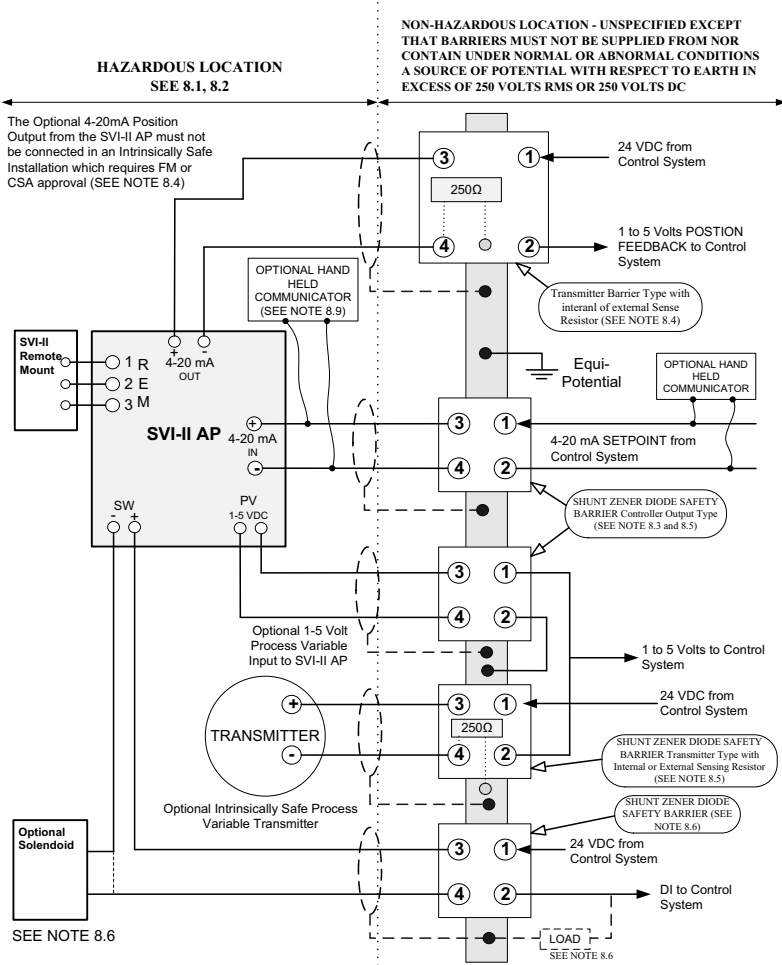 NON-HAZARDOUS LOCATION - UNSPECIFIED EXCEPT
THAT BARRIERS MUST NOT BE SUPPLIED FROM NOR
CONTAIN UNDER NORMAL OR ABNORMAL CONDITIONS
A SOURCE OF POTENTIAL WITH RESPECT TO EARTH IN
EXCESS OF 250 VOLTS RMS OR 250 VOLTS DC
HAZARDOUS LOCATION
SEE 8.1, 8.2
The Optional 4-20mA Position
Output from the SVI-II AP must not
be connected in an Intrinsically Safe
Installation which requires FM or
CSA approval (SEE NOTE 8.4)
3
1
24 VDC from
Control System
250Ω
4
2
1 to 5 Volts POSTION
FEEDBACK to Control
System
OPTIONAL HAND
HELD
COMMUNICATOR
(SEE NOTE 8.9)
Transmitter Barrier Type with
interanl of external Sense
Resistor (SEE NOTE 8.4)
SVI-II
Remote
Mount
1 R
2 E
3 M
+ -
4-20 mA
OUT
Equi-
Potential
OPTIONAL HAND
HELD
COMMUNICATOR
SVI-II AP
+
4-20 mA
IN
-
3
1
4
2
4-20 mA SETPOINT from
Control System
SW
- +
PV
1-5 VDC
SHUNT ZENER DIODE SAFETY
BARRIER Controller Output Type
(SEE NOTE 8.3 and 8.5)
3
1
4
2
Optional 1-5 Volt
Process Variable
Input to SVI-II AP
1 to 5 Volts to Control
System
+
TRANSMITTER
-
3
1
24 VDC from
Control System
250Ω
4
2
SHUNT ZENER DIODE SAFETY
BARRIER Transmitter Type with
Internal or External Sensing Resistor
(SEE NOTE 8.5)
Optional Intrinsically Safe Process
Variable Transmitter
SHUNT ZENER DIODE
SAFETY BARRIER (SEE
NOTE 8.6)
Optional
Solendoid
3
1
24 VDC from
Control System
4
2
DI to Control
System
SEE NOTE 8.6
LOAD
SEE NOTE 8.6